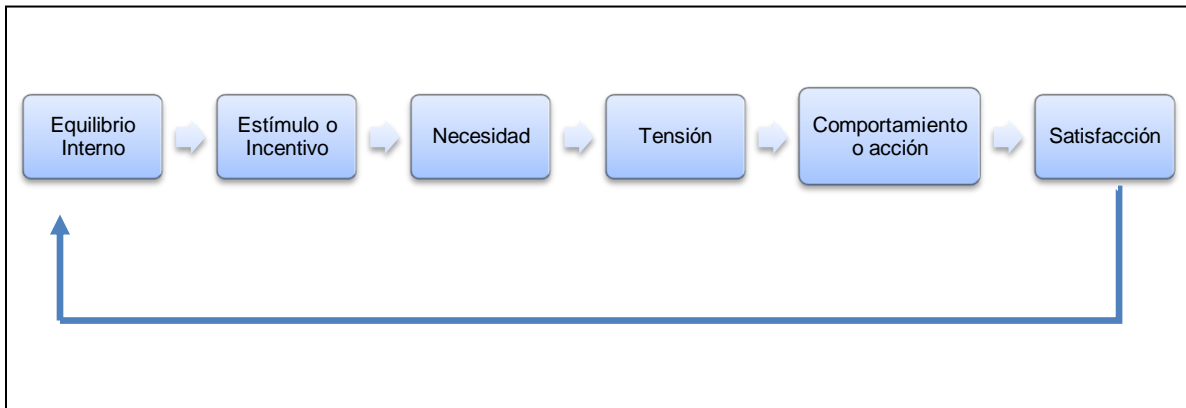 Equilibrio
Interno
Estímulo o
Incentivo
Necesidad
Tensión
Comportamiento
o acción
Satisfacción